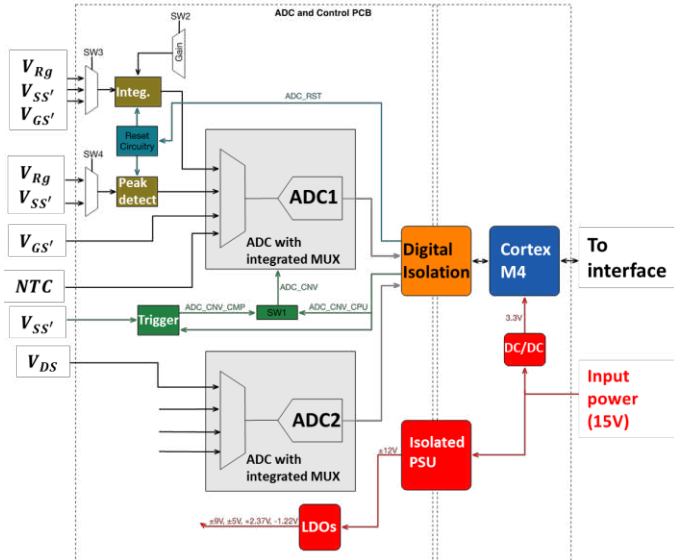 ADC and Control PCB
SW2
Gain
SW3
V_Rg
V_SS'
V_GS'
Integ.
ADC_RST
Reset
Circuitry
SW4
V_Rg
V_SS'
Peak
detect
ADC1
V_GS'
ADC with
integrated MUX
Digital
Isolation
Cortex
M4
To
interface
NTC
ADC_CNV
V_SS'
Trigger
ADC_CNV_CMP
SW1
ADC_CNV_CPU
3.3V
DC/DC
V_DS
ADC2
ADC with
integrated MUX
Input
power
(15V)
Isolated
PSU
±12V
±9V, ±5V, +2.37V, -1.22V
LDOs